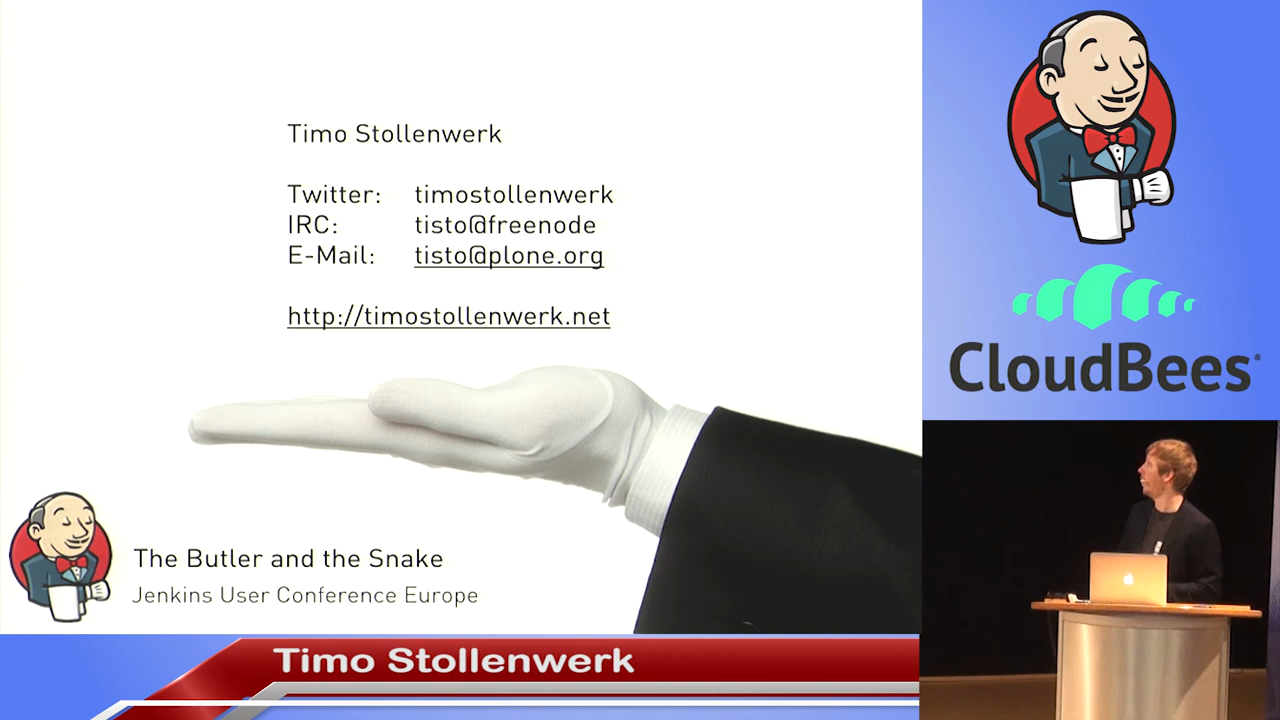 Timo Stollenwerk
Twitter: timostollenwerk
IRC: tisto@freenode
E-Mail: tisto@plone.org
http://timostollenwerk.net
The Butler and the Snake
Jenkins User Conference Europe
Timo Stollenwerk
CloudBees®